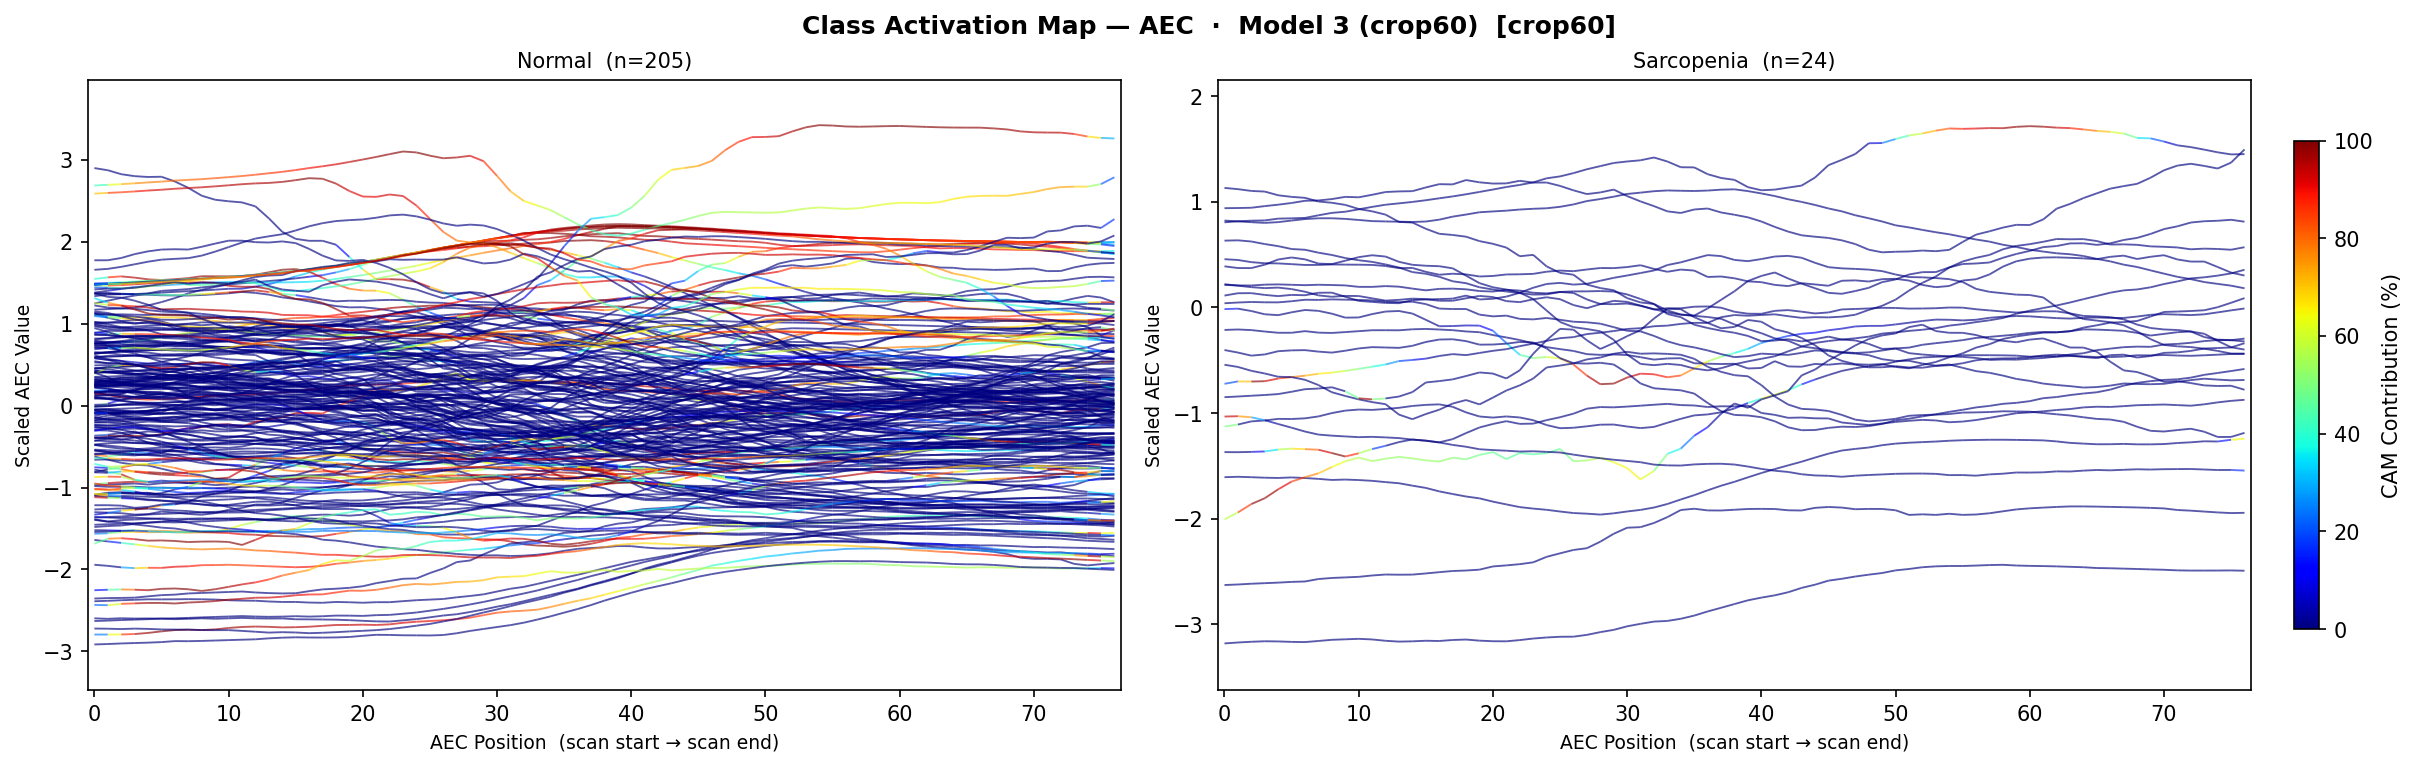 Class Activation Map — AEC · Model 3 (crop60) [crop60]
Normal (n=205)
Scaled AEC Value
3
2
1
0
−1
−2
−3
0 10 20 30 40 50 60 70
AEC Position (scan start → scan end)
Sarcopenia (n=24)
Scaled AEC Value
2
1
0
−1
−2
−3
0 10 20 30 40 50 60 70
AEC Position (scan start → scan end)
100
80
60
40
20
0
CAM Contribution (%)